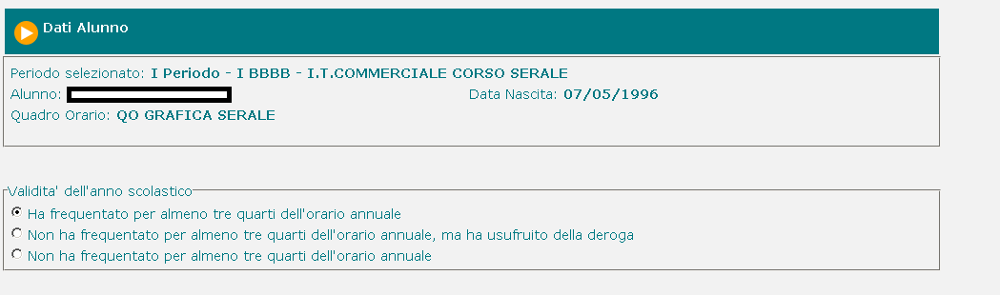 Dati Alunno
Periodo selezionato: I Periodo - I BBBB - I.T.COMMERCIALE CORSO SERALE
Alunno: Data Nascita: 07/05/1996
Quadro Orario: QO GRAFICA SERALE
Validita' dell'anno scolastico
Ha frequentato per almeno tre quarti dell'orario annuale
Non ha frequentato per almeno tre quarti dell'orario annuale, ma ha usufruito della deroga
Non ha frequentato per almeno tre quarti dell'orario annuale